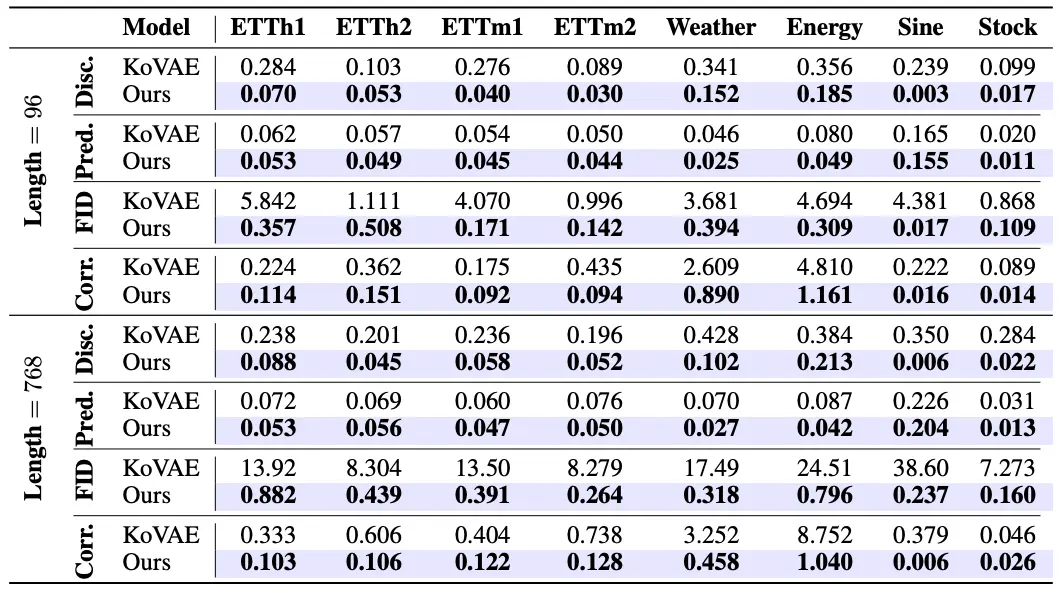 Model ETTh1 ETTh2 ETTm1 ETTm2 Weather Energy Sine Stock
Length = 96
Disc.
KoVAE 0.284 0.103 0.276 0.089 0.341 0.356 0.239 0.099
Ours 0.070 0.053 0.040 0.030 0.152 0.185 0.003 0.017
Pred.
KoVAE 0.062 0.057 0.054 0.050 0.046 0.080 0.165 0.020
Ours 0.053 0.049 0.045 0.044 0.025 0.049 0.155 0.011
FID
KoVAE 5.842 1.111 4.070 0.996 3.681 4.694 4.381 0.868
Ours 0.357 0.508 0.171 0.142 0.394 0.309 0.017 0.109
Corr.
KoVAE 0.224 0.362 0.175 0.435 2.609 4.810 0.222 0.089
Ours 0.114 0.151 0.092 0.094 0.890 1.161 0.016 0.014
Length = 768
Disc.
KoVAE 0.238 0.201 0.236 0.196 0.428 0.384 0.350 0.284
Ours 0.088 0.045 0.058 0.052 0.102 0.213 0.006 0.022
Pred.
KoVAE 0.072 0.069 0.060 0.076 0.070 0.087 0.226 0.031
Ours 0.053 0.056 0.047 0.050 0.027 0.042 0.204 0.013
FID
KoVAE 13.92 8.304 13.50 8.279 17.49 24.51 38.60 7.273
Ours 0.882 0.439 0.391 0.264 0.318 0.796 0.237 0.160
Corr.
KoVAE 0.333 0.606 0.404 0.738 3.252 8.752 0.379 0.046
Ours 0.103 0.106 0.122 0.128 0.458 1.040 0.006 0.026